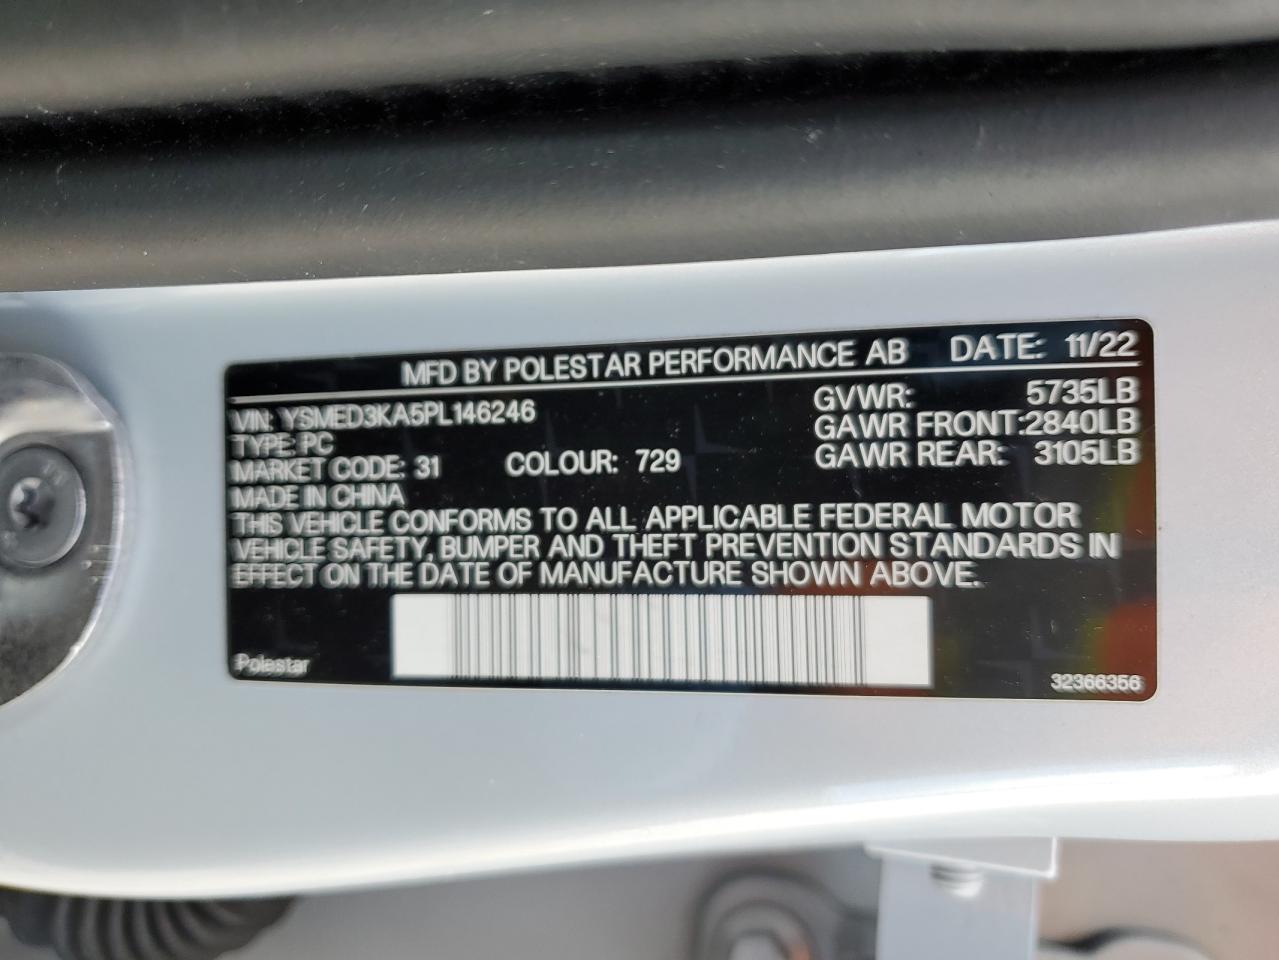 MFD BY POLESTAR PERFORMANCE AB DATE: 11/22
VIN: YSMED3KA5PL146246 GVWR: 5735LB
TYPE: PC GAWR FRONT:2840LB
MARKET CODE: 31 COLOUR: 729 GAWR REAR: 3105LB
MADE IN CHINA
THIS VEHICLE CONFORMS TO ALL APPLICABLE FEDERAL MOTOR
VEHICLE SAFETY, BUMPER AND THEFT PREVENTION STANDARDS IN
EFFECT ON THE DATE OF MANUFACTURE SHOWN ABOVE.
Polestar 32366356